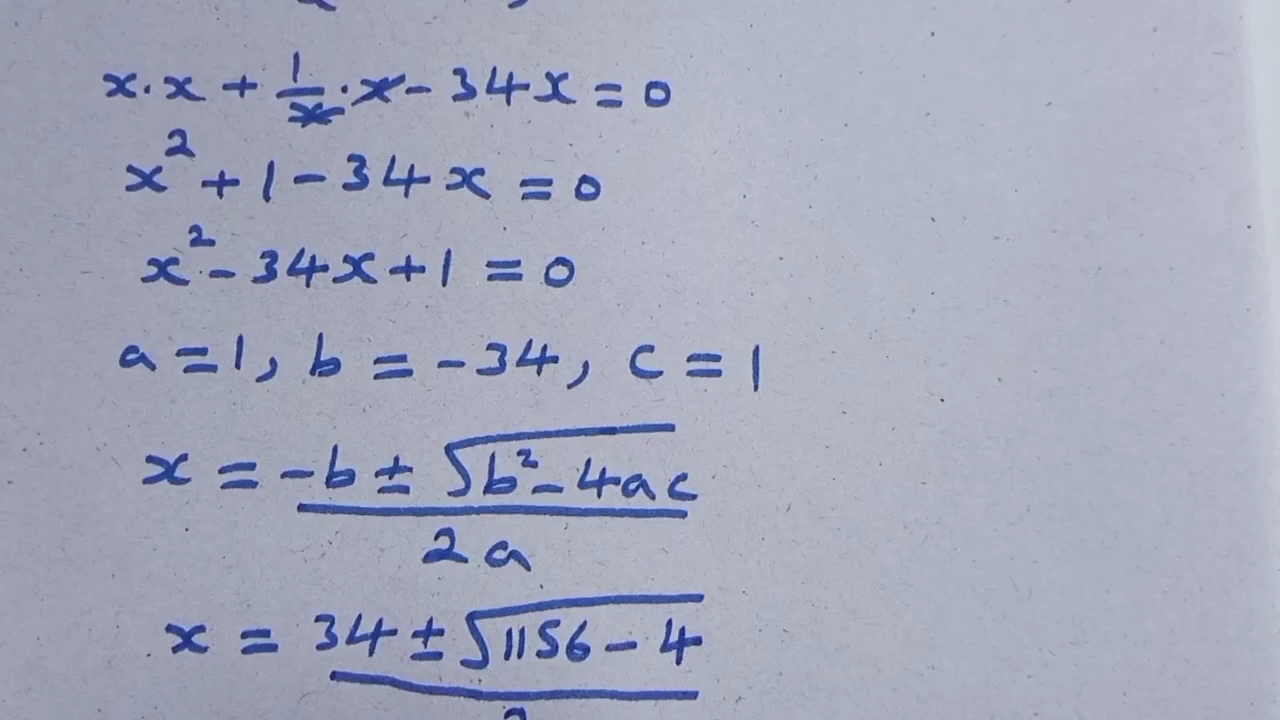 x·x + 1/x·x - 34x = 0
x² + 1 - 34x = 0
x² - 34x + 1 = 0
a = 1, b = -34, c = 1
x = -b ± √b² - 4ac
2a
x = 34 ± √1156 - 4